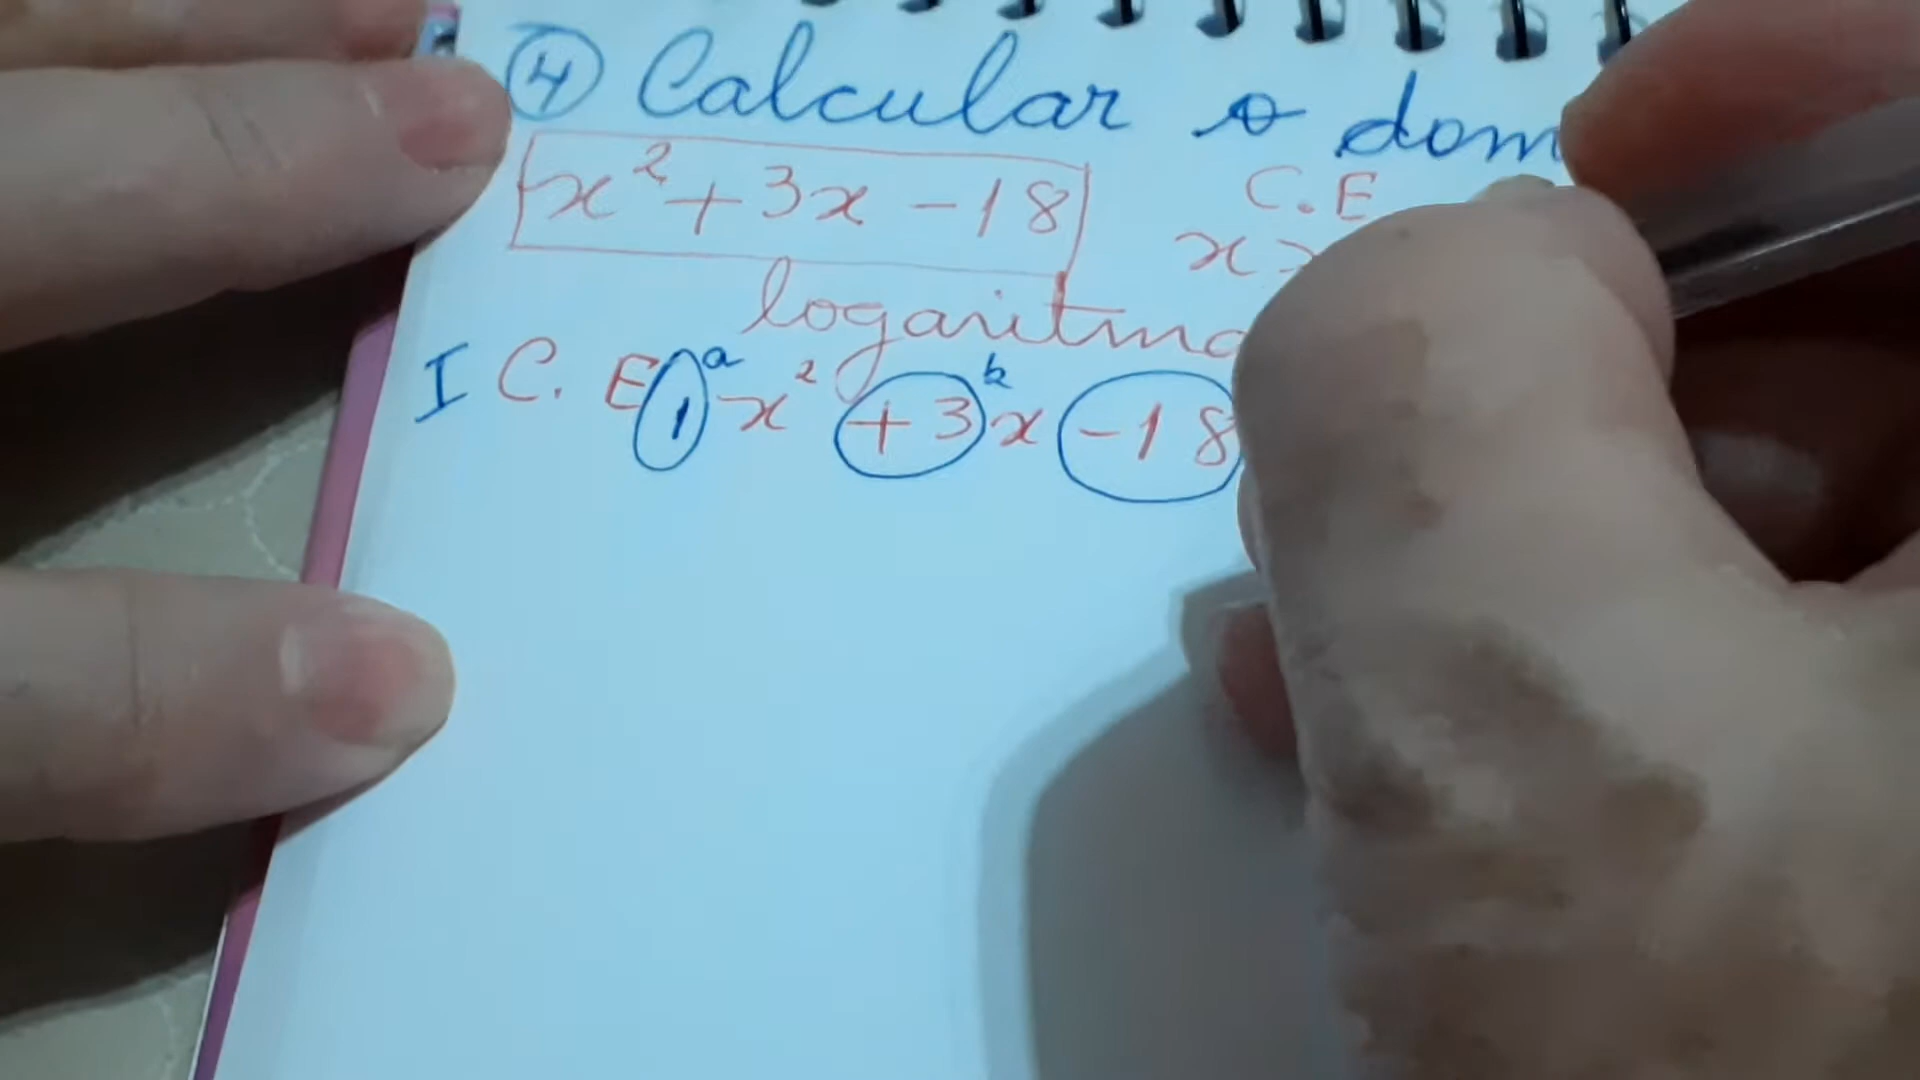 ④ Calcular o dom
x² + 3x - 18
C.E
x >
logaritmo
I C. E 1 a x² + 3 b x - 18